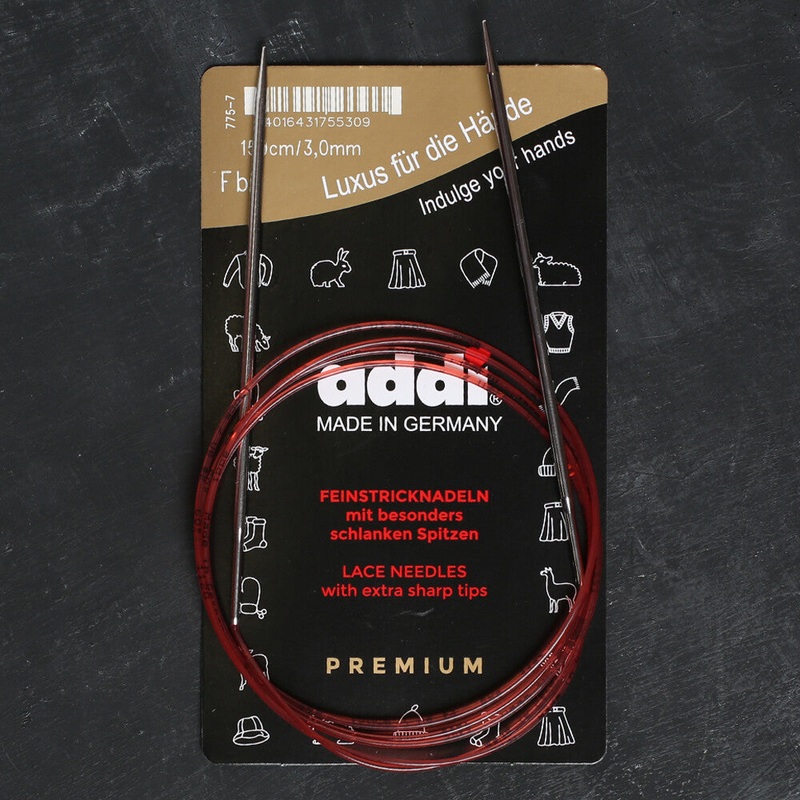 775-7
4016431755309
cm/3,0mm
Luxus für die Hände
Indulge your hands
addi®
MADE IN GERMANY
FEINSTRICKNADELN
mit besonders
schlanken Spitzen
LACE NEEDLES
with extra sharp tips
PREMIUM